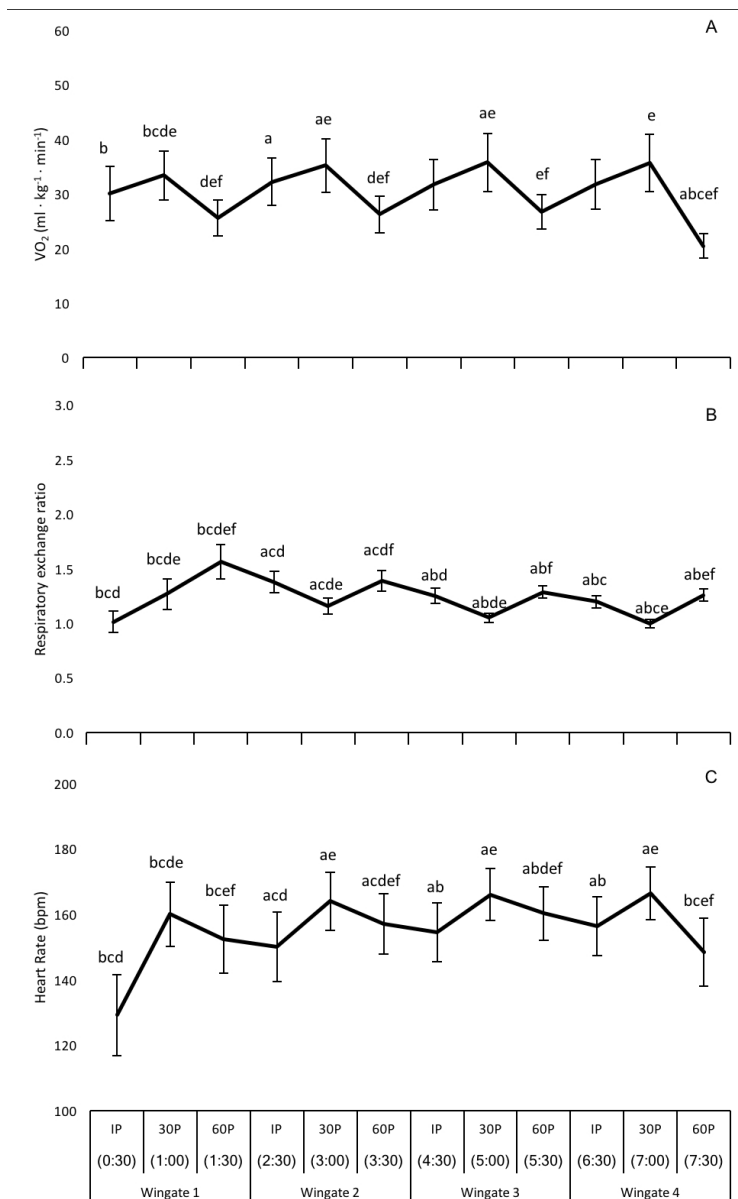 A
60
50
40
30
20
10
0
VO₂ (ml · kg⁻¹ · min⁻¹)
b
bcde
def
a
ae
def
ae
ef
e
abcef
B
3.0
2.5
2.0
1.5
1.0
0.5
0.0
Respiratory exchange ratio
bcd
bcde
bcdef
acd
acde
acdf
abd
abde
abf
abc
abce
abef
C
200
180
160
140
120
100
Heart Rate (bpm)
bcd
bcde
bcef
acd
ae
acdef
ab
ae
abdef
ab
ae
bcef
IP 30P 60P IP 30P 60P IP 30P 60P IP 30P 60P
(0:30) (1:00) (1:30) (2:30) (3:00) (3:30) (4:30) (5:00) (5:30) (6:30) (7:00) (7:30)
Wingate 1 Wingate 2 Wingate 3 Wingate 4